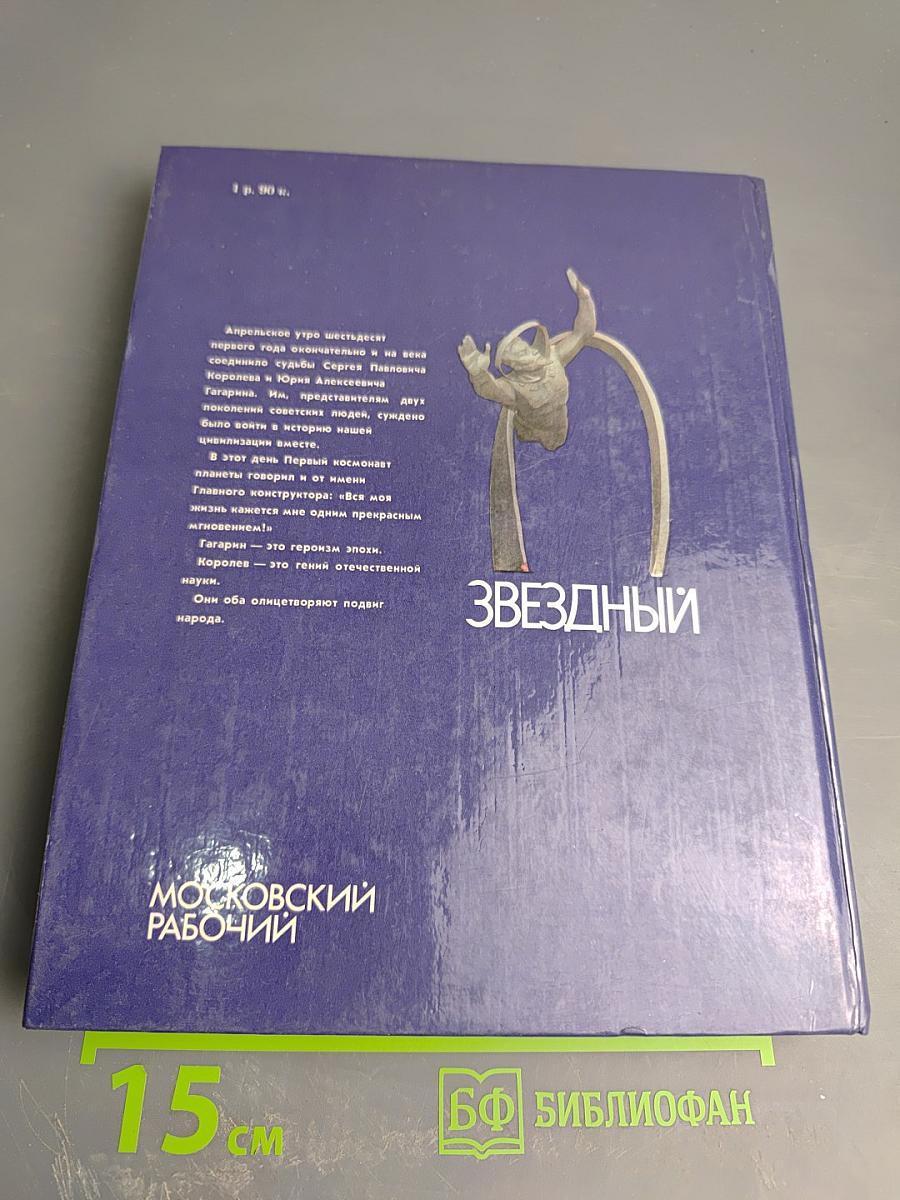 1 р. 90 к.
Апрельское утро шестьдесят
первого года окончательно и на века
соединило судьбы Сергея Павловича
Королева и Юрия Алексеевича
Гагарина. Им, представителям двух
поколений советских людей, суждено
было войти в историю нашей
цивилизации вместе.
В этот день Первый космонавт
планеты говорил и от имени
Главного конструктора: «Вся моя
жизнь кажется мне одним прекрасным
мгновением!»
Гагарин — это героизм эпохи.
Королев — это гений отечественной
науки.
Они оба олицетворяют подвиг
народа.
ЗВЕЗДНЫЙ
МОСКОВСКИЙ
РАБОЧИЙ
15 см
БФ БИБЛИОФАН